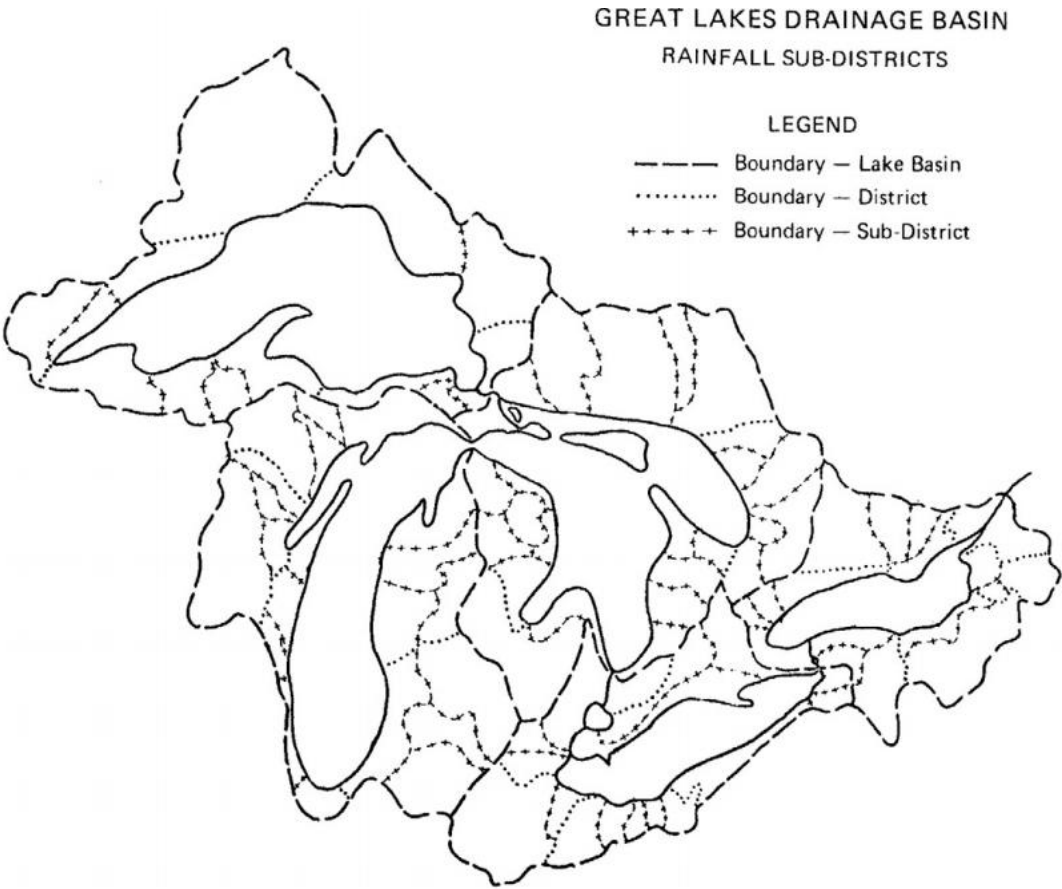 GREAT LAKES DRAINAGE BASIN
RAINFALL SUB-DISTRICTS
LEGEND
Boundary — Lake Basin
Boundary — District
Boundary — Sub-District